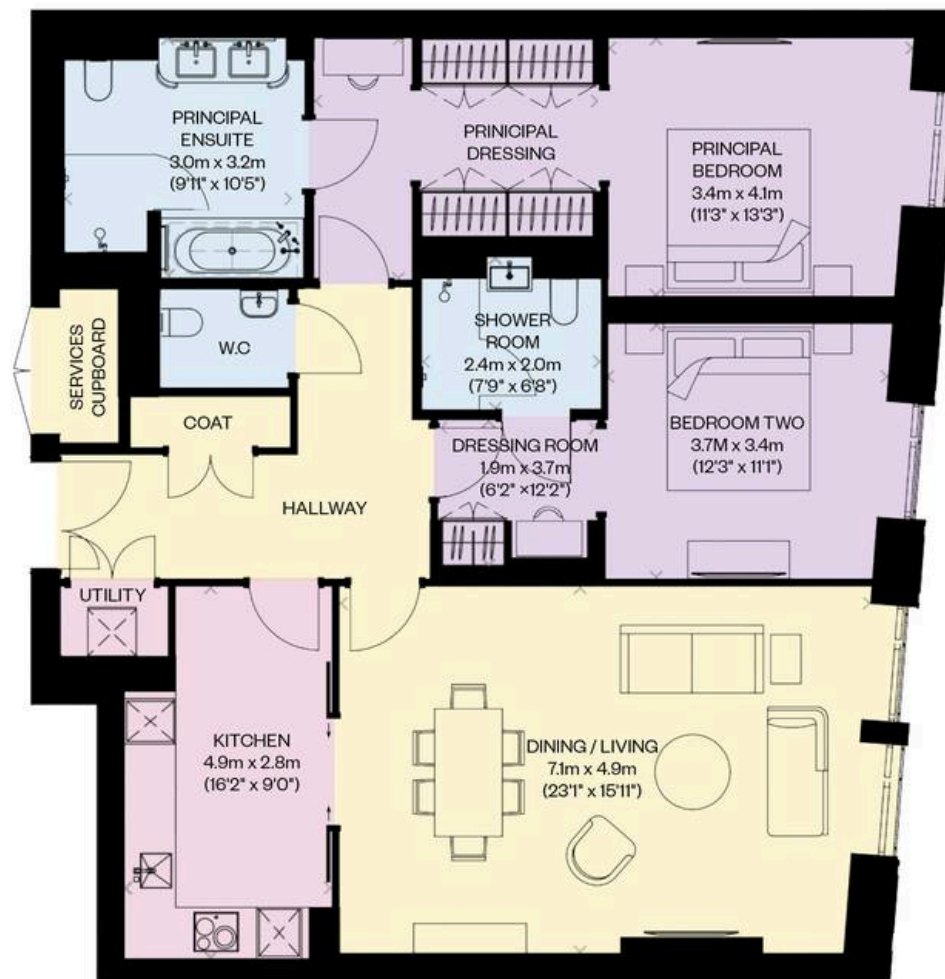 PRINCIPAL
ENSUITE
3.0m x 3.2m
(9'11" x 10'5")
PRINICIPAL
DRESSING
PRINCIPAL
BEDROOM
3.4m x 4.1m
(11'3" x 13'3")
SERVICES
CUPBOARD
W.C
SHOWER
ROOM
2.4m x 2.0m
(7'9" x 6'8")
COAT
DRESSING ROOM
1.9m x 3.7m
(6'2" ×12'2")
BEDROOM TWO
3.7M x 3.4m
(12'3" x 11'1")
HALLWAY
UTILITY
KITCHEN
4.9m x 2.8m
(16'2" x 9'0")
DINING / LIVING
7.1m x 4.9m
(23'1" x 15'11")